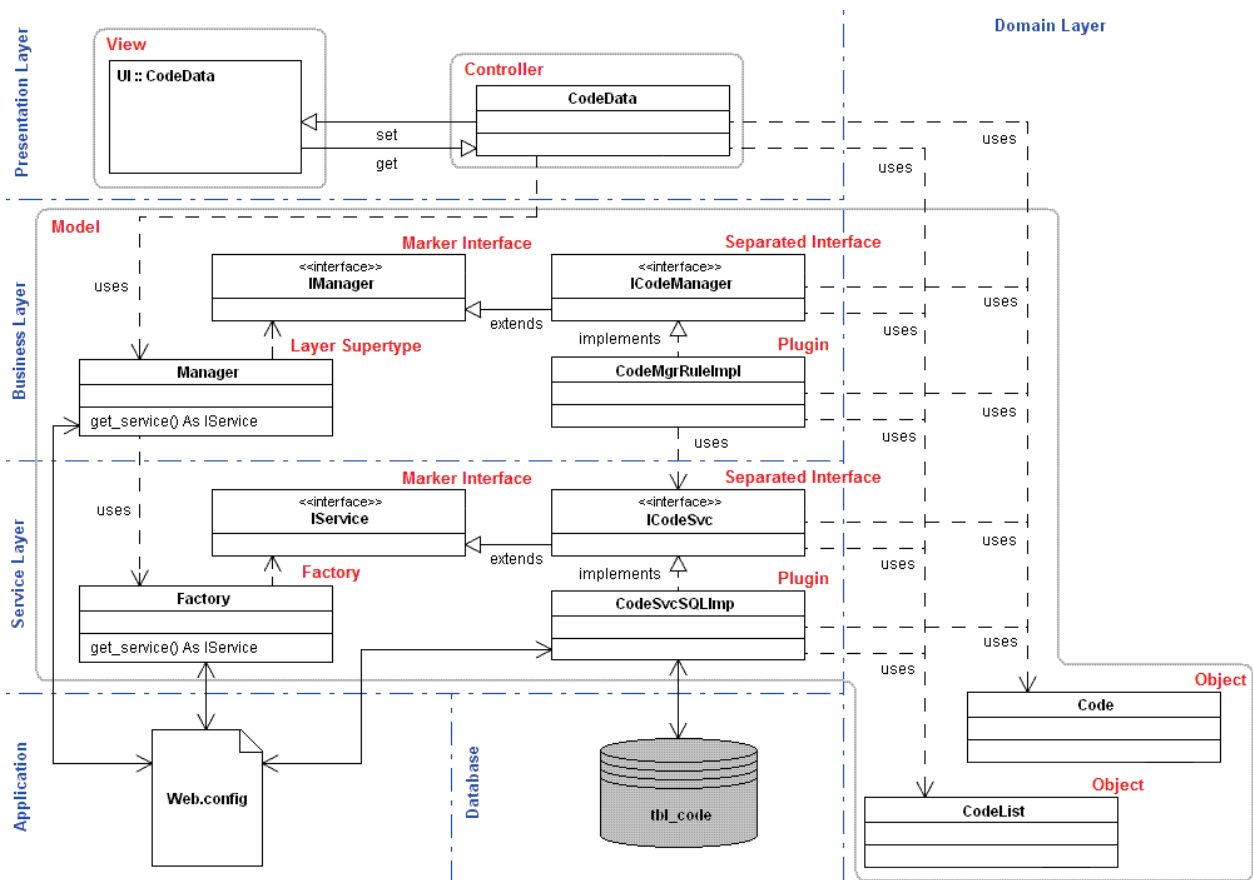 Presentation Layer
View
UI :: CodeData
Controller
CodeData
set
get
Domain Layer
uses
uses
Business Layer
Model
uses
Marker Interface
<<interface>>
IManager
Separated Interface
<<interface>>
ICodeManager
extends
implements
uses
uses
Layer Supertype
Manager
get_service() As IService
Plugin
CodeMgrRuleImpl
uses
uses
uses
Service Layer
uses
Marker Interface
<<interface>>
IService
Separated Interface
<<interface>>
ICodeSvc
extends
implements
uses
uses
Factory
Factory
get_service() As IService
Plugin
CodeSvcSQLImp
uses
uses
Application
Web.config
Database
tbl_code
Object
Code
Object
CodeList